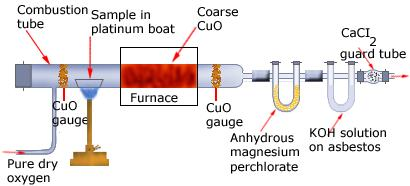 Combustion
tube
Sample in
platinum boat
Coarse
CuO
CaCI
2
guard tube
CuO
gauge
Furnace
CuO
gauge
Anhydrous
magnesium
perchlorate
KOH solution
on asbestos
Pure dry
oxygen